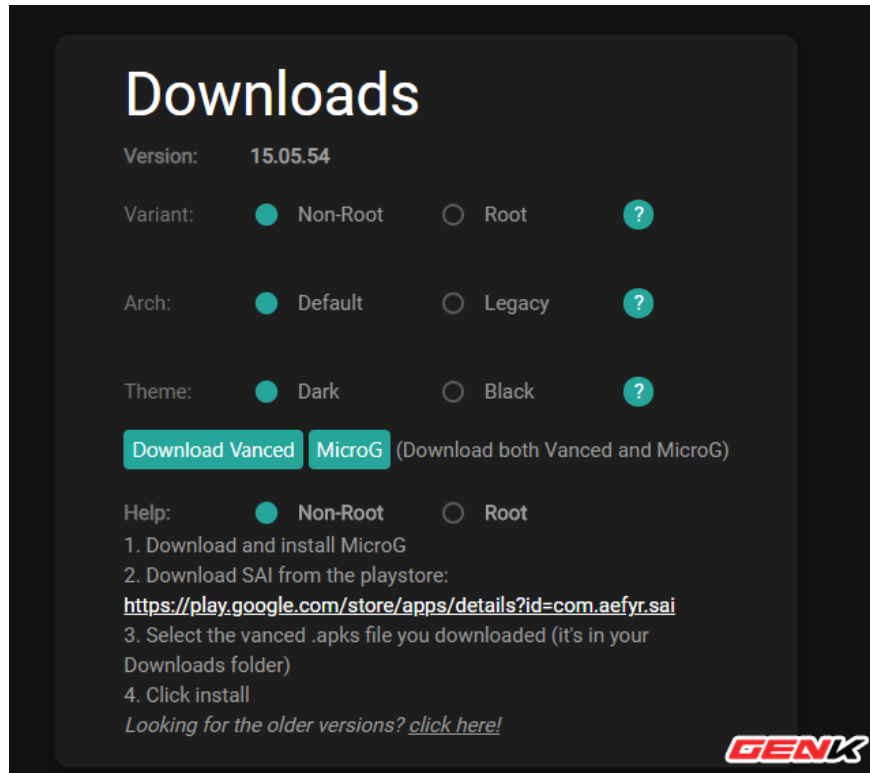 Downloads
Version: 15.05.54
Variant: Non-Root Root ?
Arch: Default Legacy ?
Theme: Dark Black ?
Download Vanced MicroG (Download both Vanced and MicroG)
Help: Non-Root Root
1. Download and install MicroG
2. Download SAI from the playstore:
https://play.google.com/store/apps/details?id=com.aefyr.sai
3. Select the vanced .apks file you downloaded (it's in your
Downloads folder)
4. Click install
Looking for the older versions? click here!
GENK